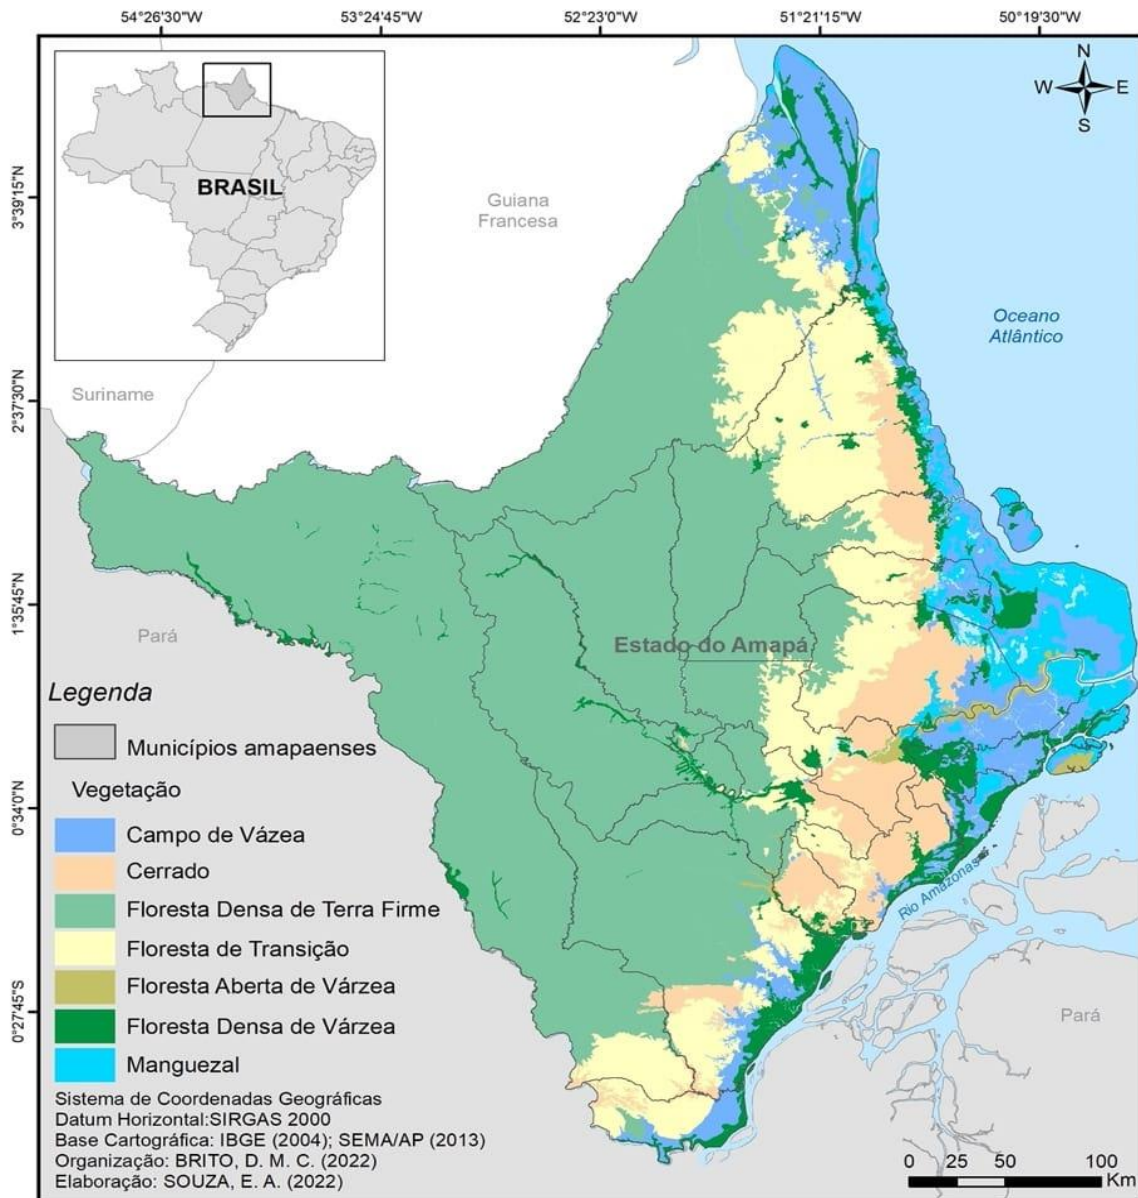 54°26'30"W
53°24'45"W
52°23'0"W
51°21'15"W
50°19'30"W
N
W
E
S
BRASIL
3°39'15"N
Guiana
Francesa
Oceano
Atlântico
Suriname
2°37'30"N
1°35'45"N
Pará
Estado do Amapá
Legenda
Municípios amapaenses
Vegetação
0°34'0"N
Campo de Vázea
Cerrado
Rio Amazonas
Floresta Densa de Terra Firme
Floresta de Transição
Floresta Aberta de Várzea
0°27'45"S
Floresta Densa de Várzea
Pará
Manguezal
Sistema de Coordenadas Geográficas
Datum Horizontal:SIRGAS 2000
Base Cartográfica: IBGE (2004); SEMA/AP (2013)
Organização: BRITO, D. M. C. (2022)
Elaboração: SOUZA, E. A. (2022)
0 25 50 100
Km